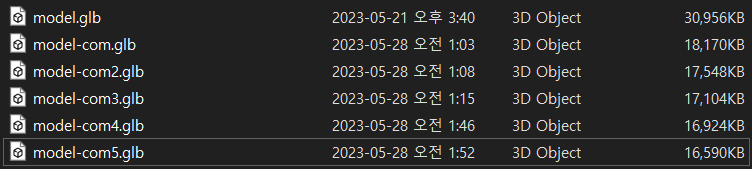 model.glb 2023-05-21 오후 3:40 3D Object 30,956KB
model-com.glb 2023-05-28 오전 1:03 3D Object 18,170KB
model-com2.glb 2023-05-28 오전 1:08 3D Object 17,548KB
model-com3.glb 2023-05-28 오전 1:15 3D Object 17,104KB
model-com4.glb 2023-05-28 오전 1:46 3D Object 16,924KB
model-com5.glb 2023-05-28 오전 1:52 3D Object 16,590KB